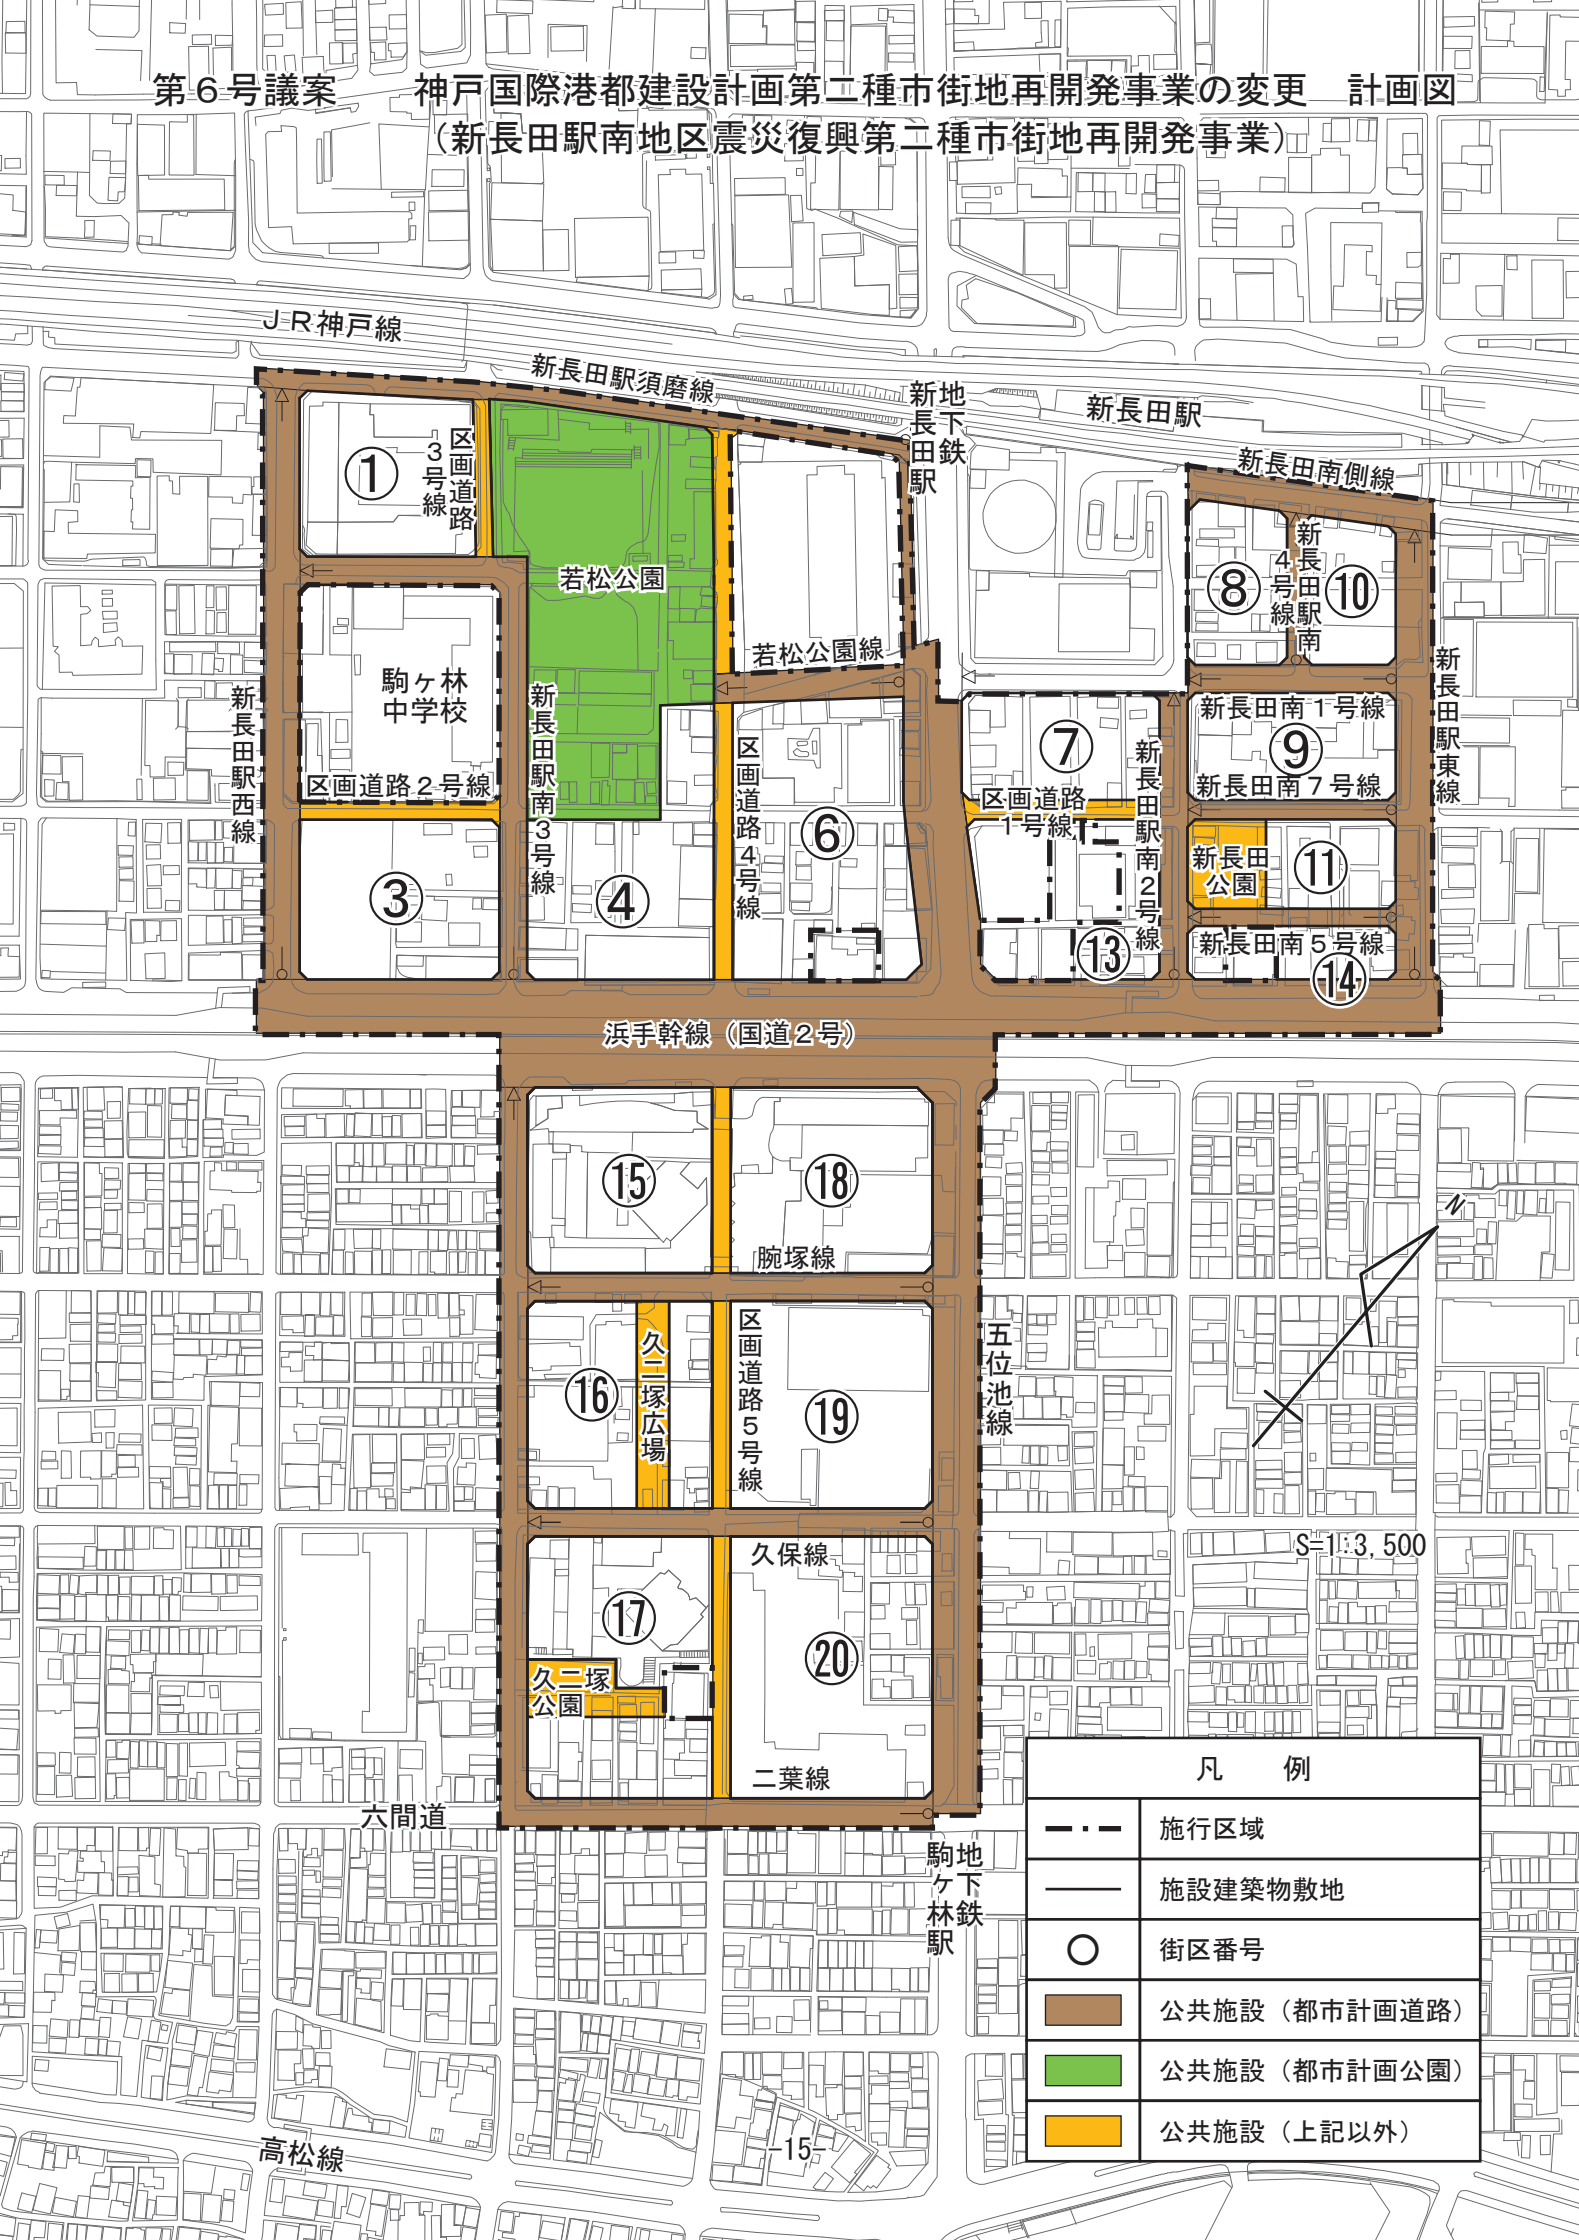 第６号議案　神戸国際港都建設計画第二種市街地再開発事業の変更　計画図
（新長田駅南地区震災復興第二種市街地再開発事業）
ＪＲ神戸線
新長田駅須磨線
地下鉄
新長田駅
新長田駅
新長田南側線
①
区画道路
３号線
若松公園
若松公園線
⑧
新長田駅南
４号線
⑩
駒ヶ林
中学校
新長田駅西線
区画道路２号線
新長田駅南３号線
区画道路４号線
⑥
⑦
区画道路
１号線
新長田駅南２号線
新長田南１号線
⑨
新長田南７号線
新長田駅東線
新長田
公園
⑪
③
④
⑬
新長田南５号線
⑭
浜手幹線（国道２号）
⑮
⑱
腕塚線
⑯
久二塚広場
区画道路５号線
⑲
五位池線
N
S=1:3,500
久保線
⑰
⑳
久二塚
公園
二葉線
六間道
地下鉄
駒ヶ林駅
高松線
凡　例
施行区域
施設建築物敷地
街区番号
公共施設（都市計画道路）
公共施設（都市計画公園）
公共施設（上記以外）
-15-